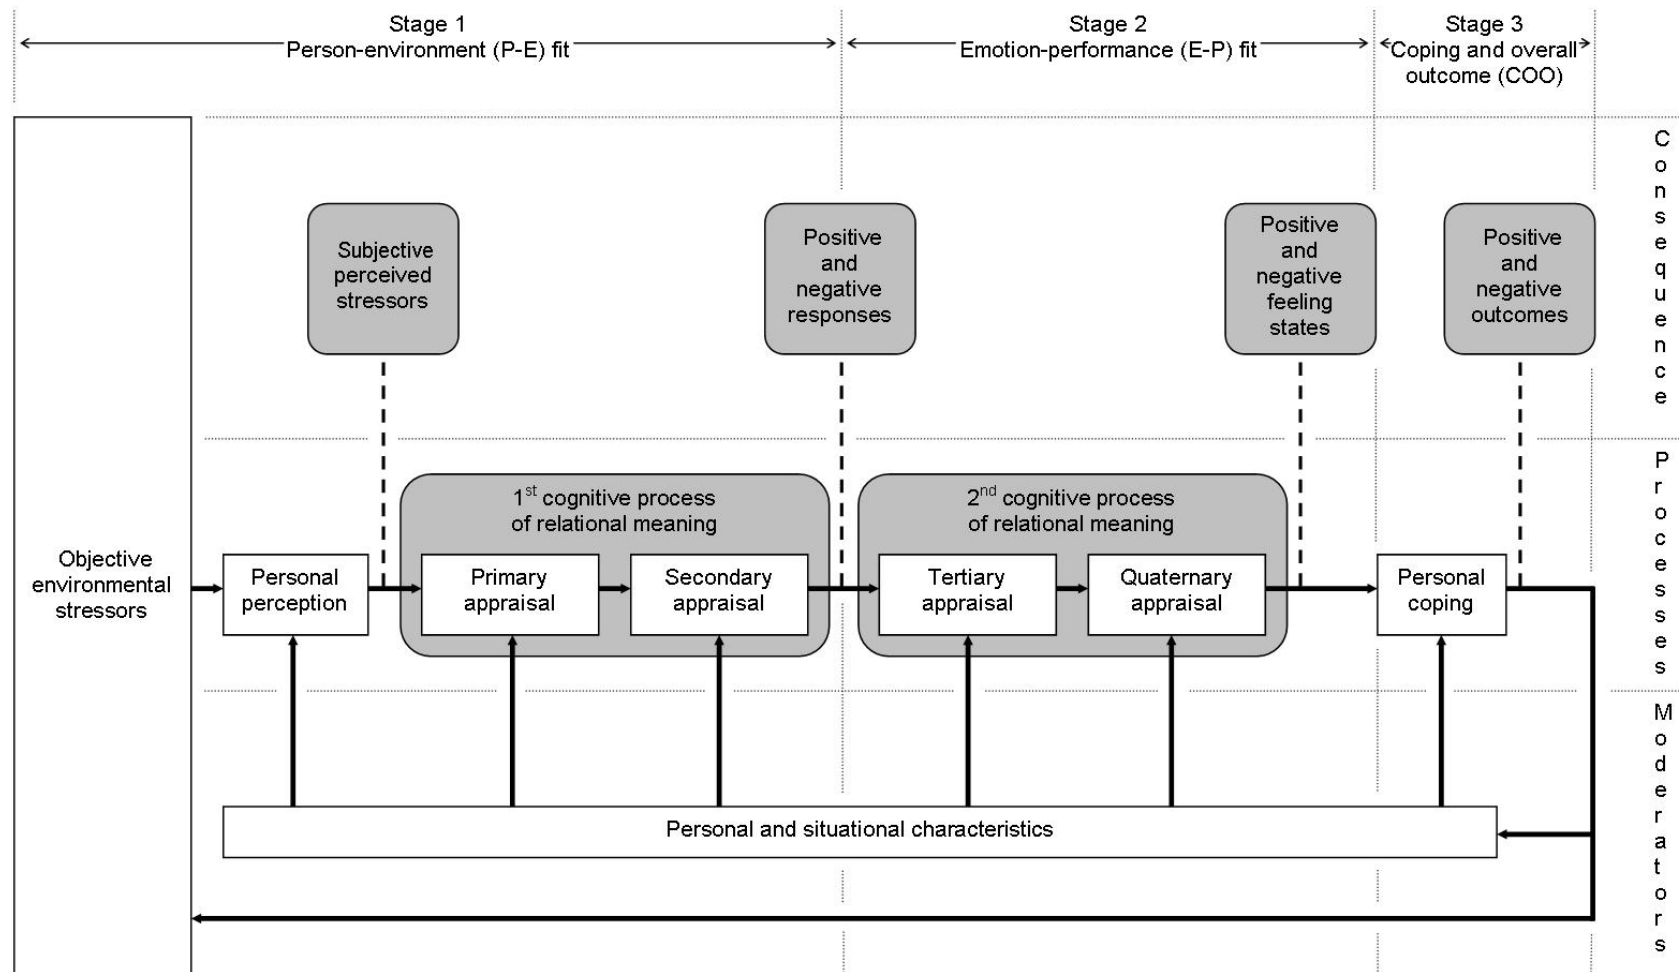 Stage 1
Person-environment (P-E) fit
Stage 2
Emotion-performance (E-P) fit
Stage 3
Coping and overall
outcome (COO)
Consequence
Subjective
perceived
stressors
Positive
and
negative
responses
Positive
and
negative
feeling
states
Positive
and
negative
outcomes
Processes
1st cognitive process
of relational meaning
2nd cognitive process
of relational meaning
Objective
environmental
stressors
Personal
perception
Primary
appraisal
Secondary
appraisal
Tertiary
appraisal
Quaternary
appraisal
Personal
coping
Moderators
Personal and situational characteristics